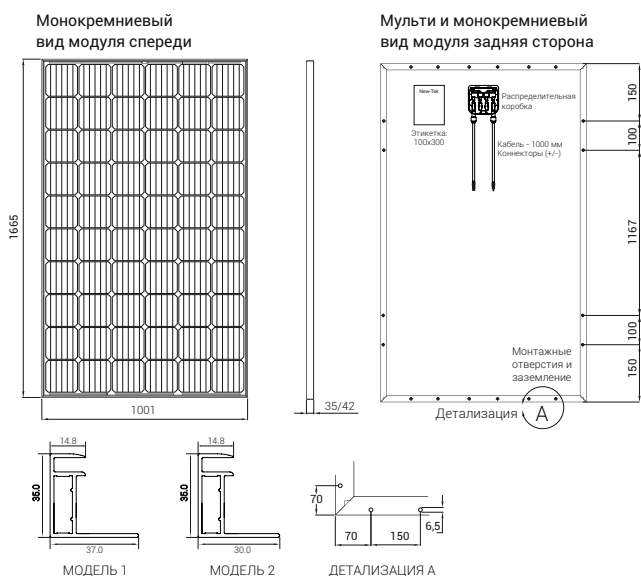 Монокремниевый
вид модуля спереди
Мульти и монокремниевый
вид модуля задняя сторона
1665
1001
35/42
New-Tek
Этикетка:
100x300
Распределительная
коробка
Кабель - 1000 мм
Коннекторы (+/-)
150
100
1167
100
150
Монтажные
отверстия и
заземление
Детализация A
14.8
35.0
37.0
МОДЕЛЬ 1
14.8
35.0
30.0
МОДЕЛЬ 2
70
70
150
6,5
ДЕТАЛИЗАЦИЯ А